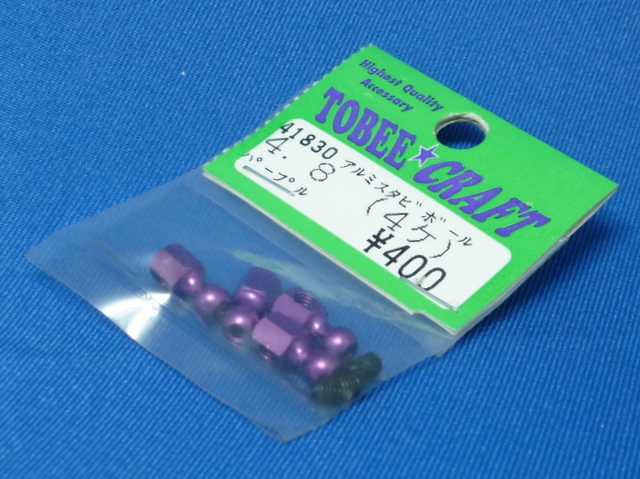 Highest Quality
Accessary
TOBEE☆CRAFT
41830 アルミスタビボール
4.8 (4ケ)
パープル
¥400